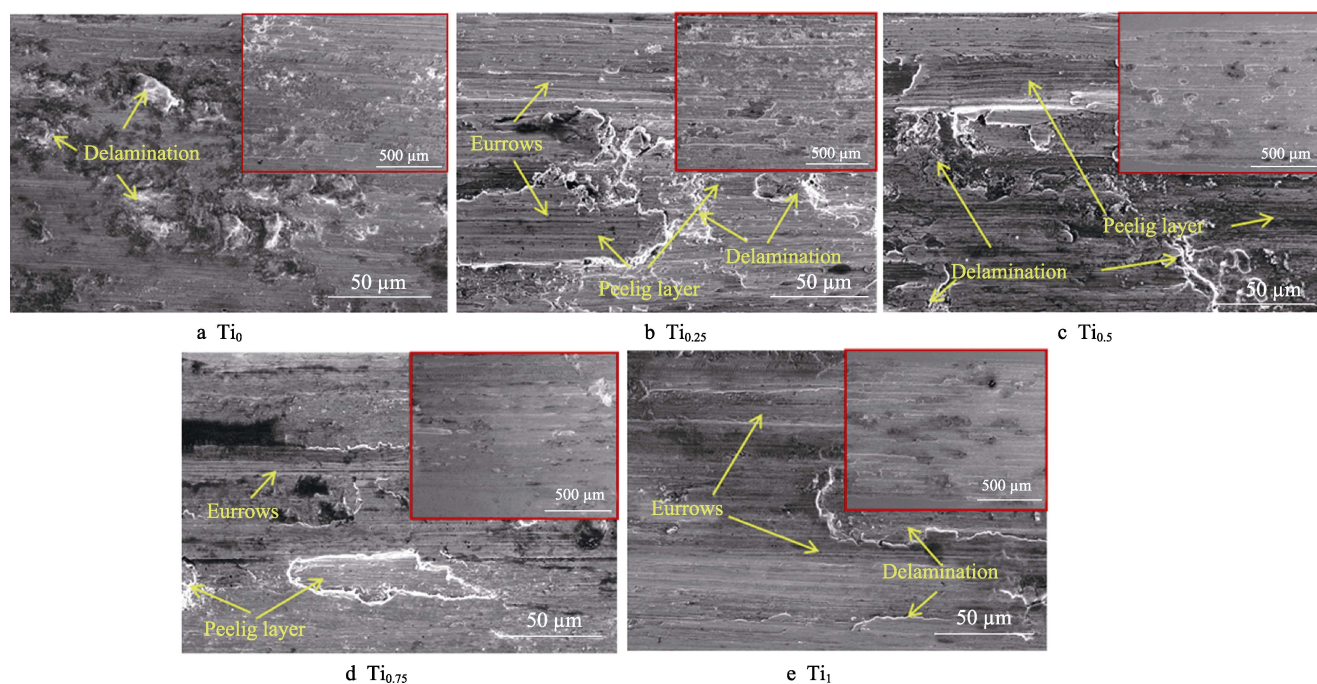 500 μm
Delamination
50 μm
a Ti₀
500 μm
Eurrows
Delamination
Peelig layer
50 μm
b Ti₀.₂₅
500 μm
Peelig layer
Delamination
50 μm
c Ti₀.₅
500 μm
Eurrows
Peelig layer
50 μm
d Ti₀.₇₅
500 μm
Eurrows
Delamination
50 μm
e Ti₁